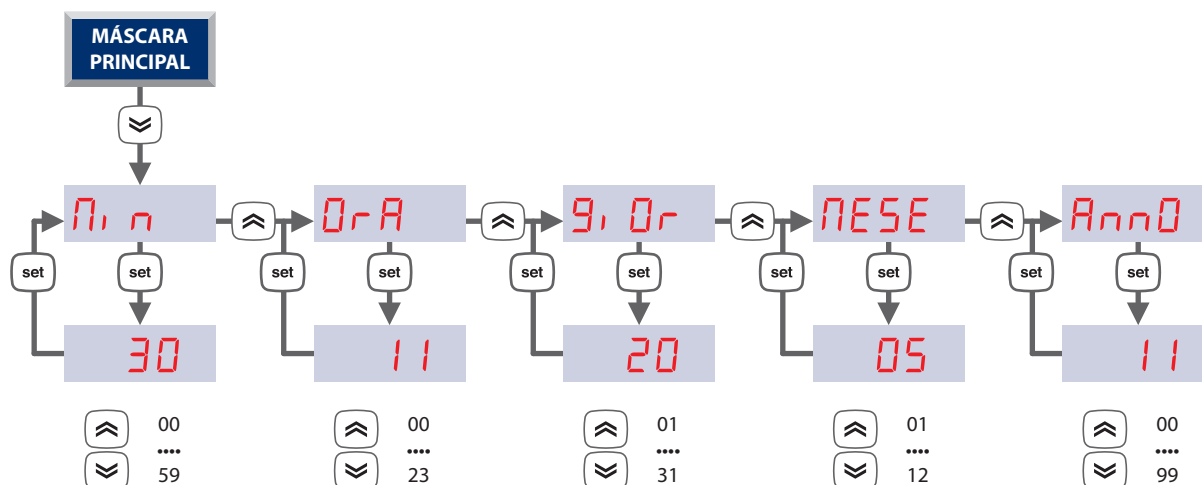 MÁSCARA
PRINCIPAL
Min OrA giOr MESE AnnO
set set set set set set set set set set
30 11 20 05 11
00 00 01 01 00
.... .... .... .... ....
59 23 31 12 99